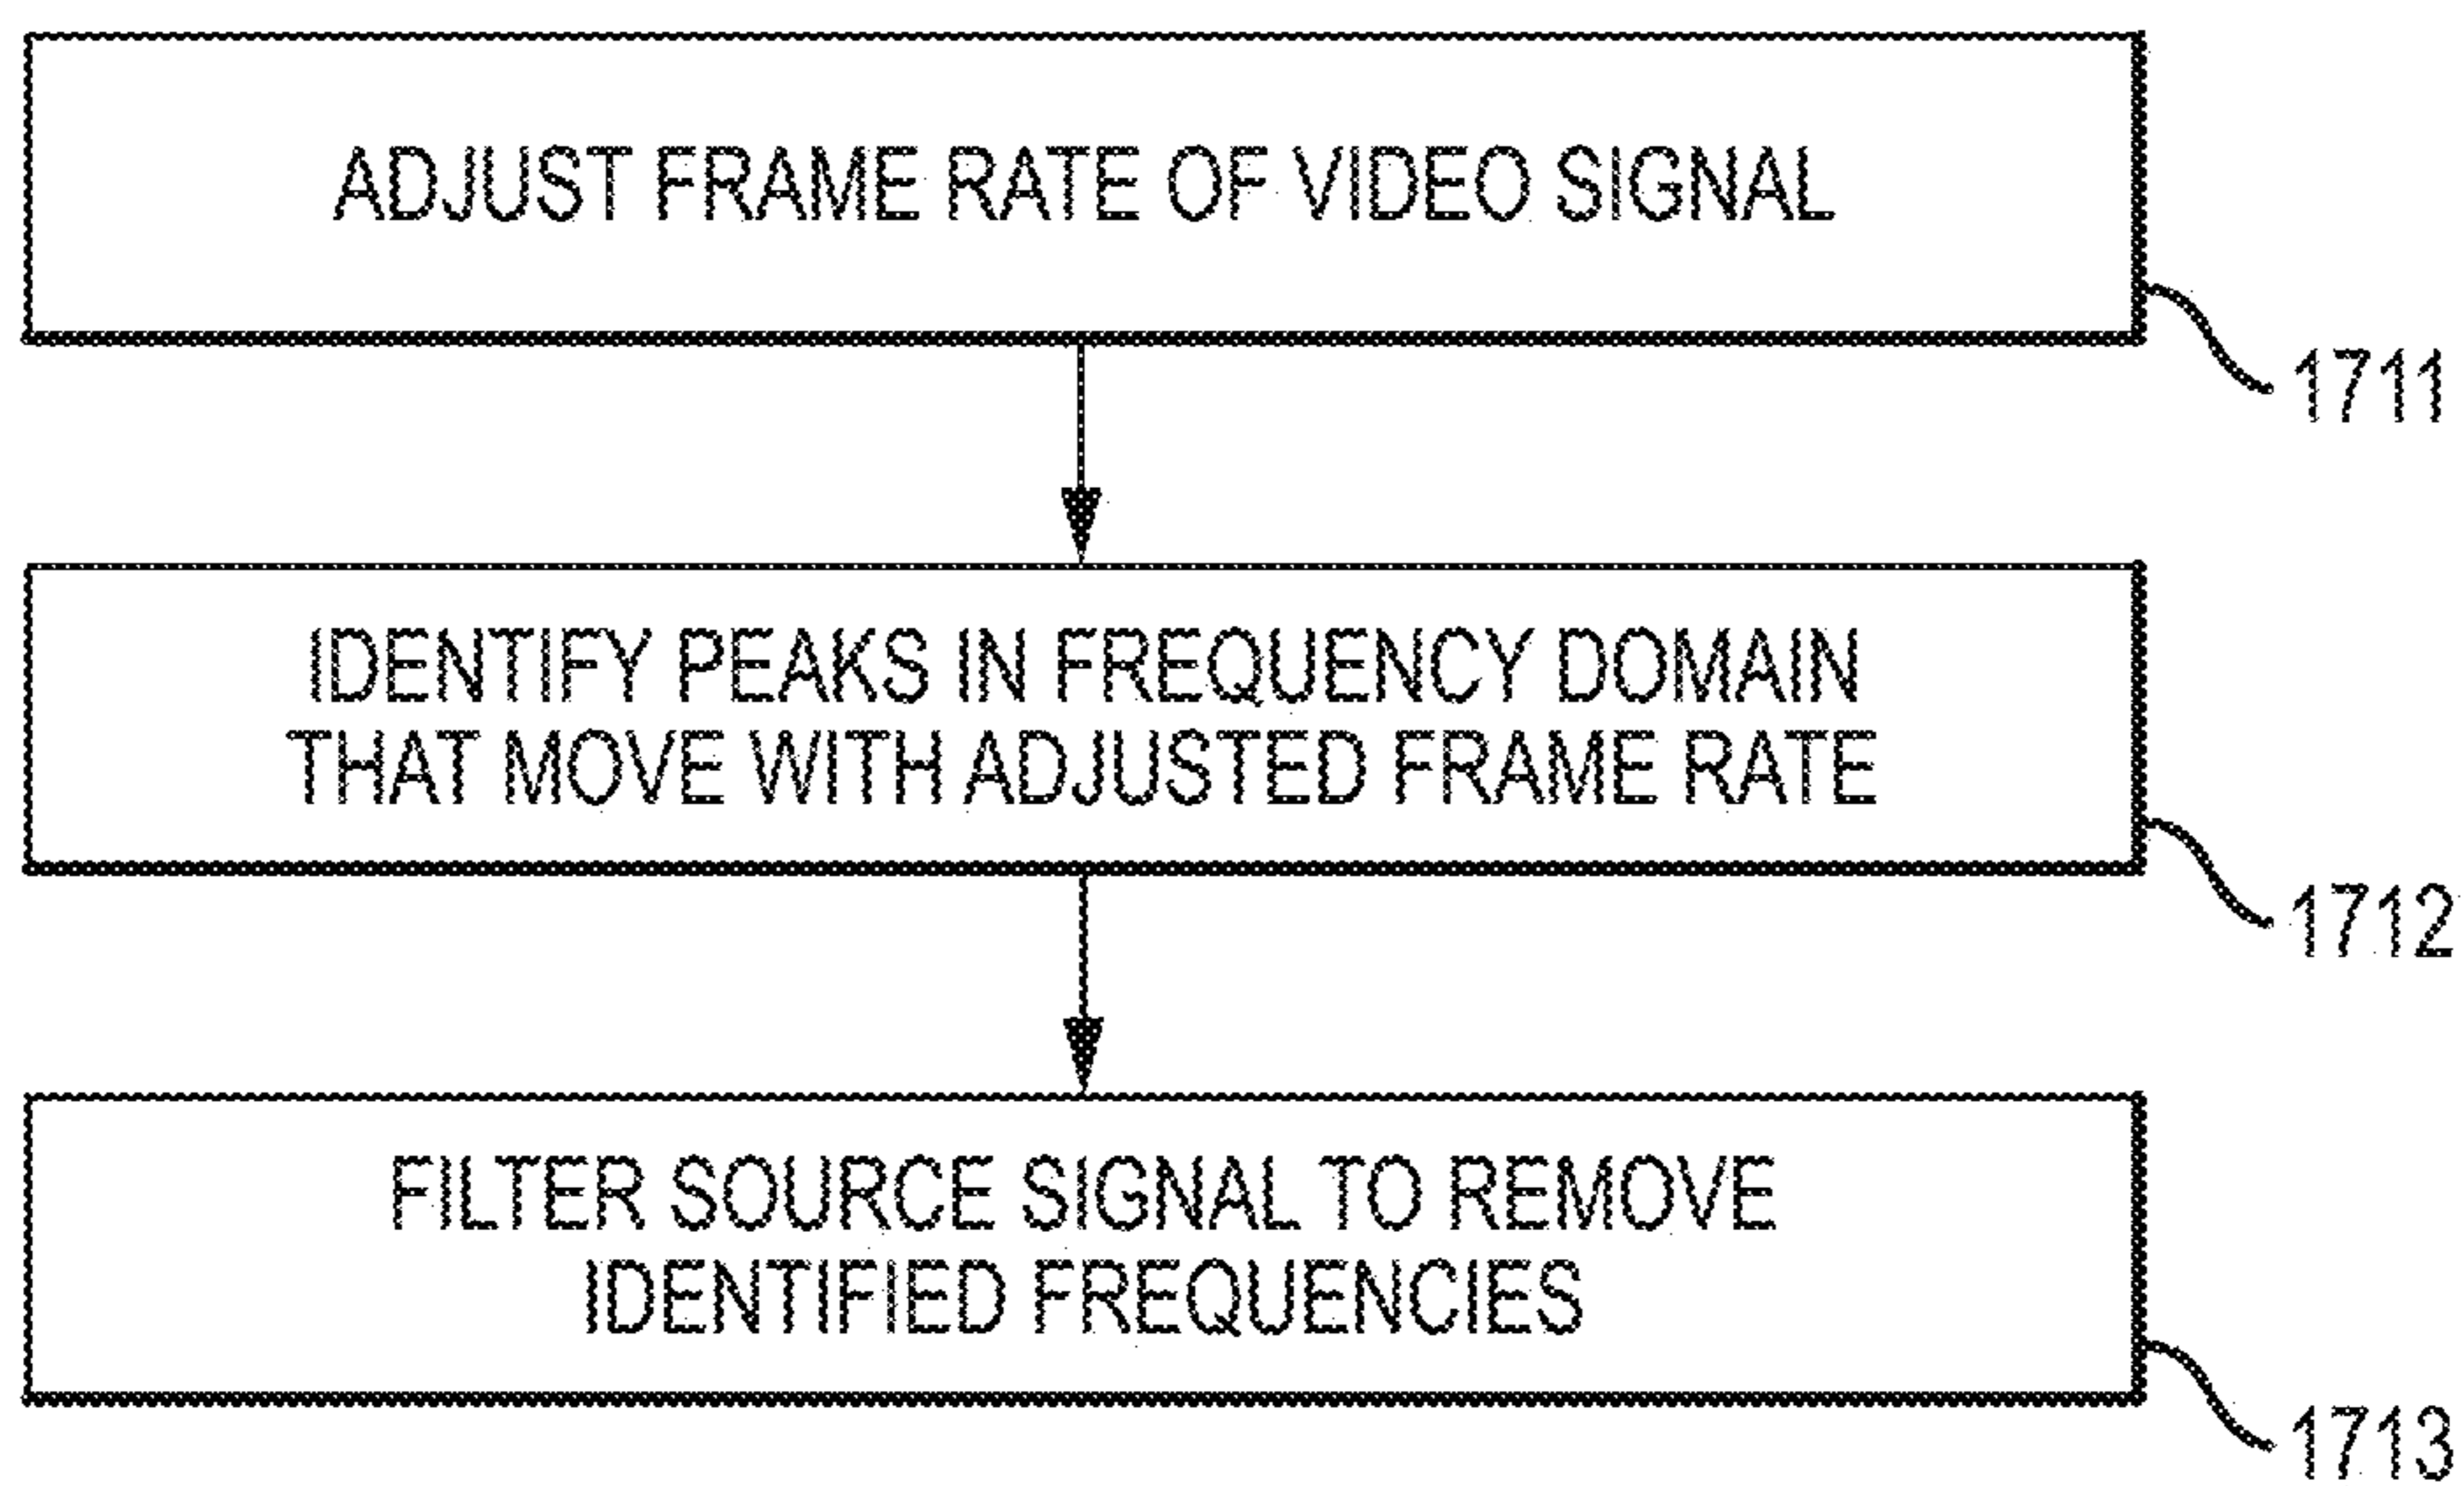 ADJUST FRAME RATE OF VIDEO SIGNAL
1711
IDENTIFY PEAKS IN FREQUENCY DOMAIN
THAT MOVE WITH ADJUSTED FRAME RATE
1712
FILTER SOURCE SIGNAL TO REMOVE
IDENTIFIED FREQUENCIES
1713